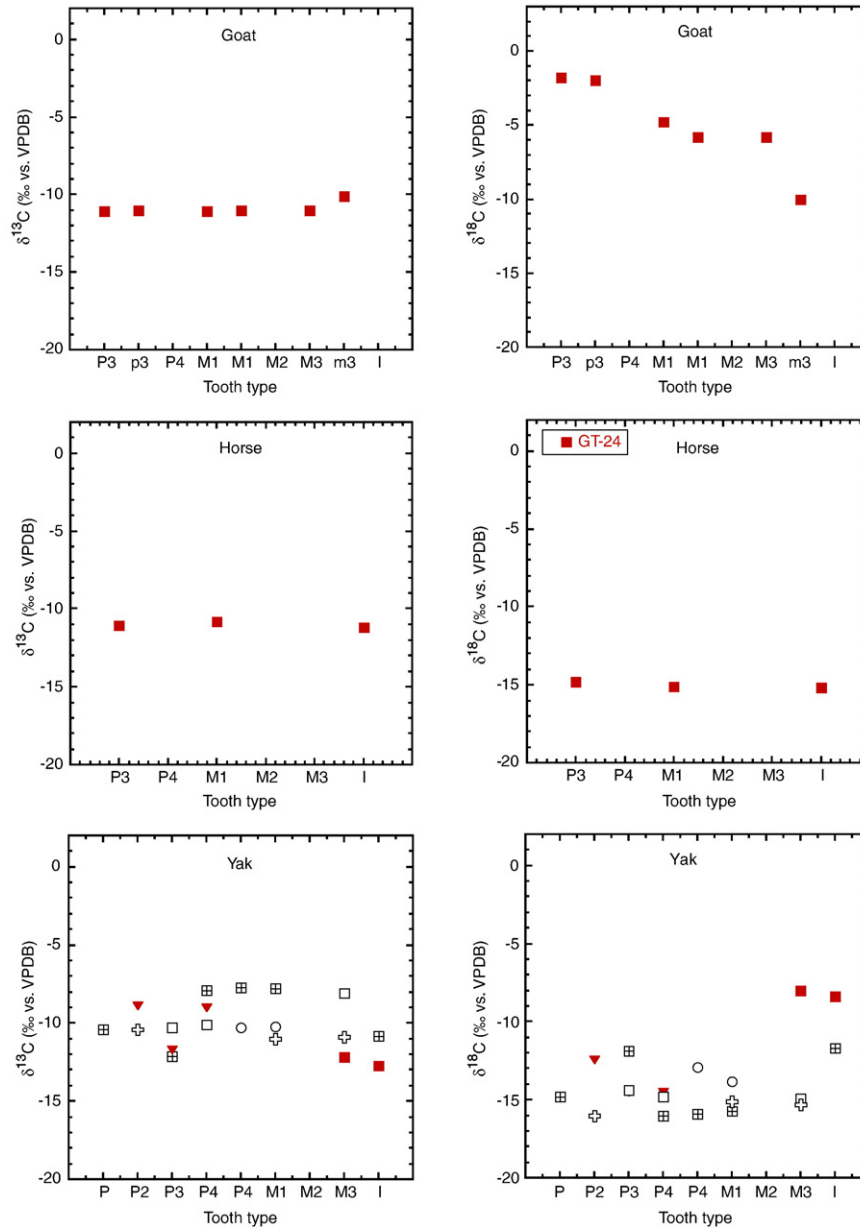 Goat
0
-5
-10
-15
-20
δ13C (‰ vs. VPDB)
P3 p3 P4 M1 M1 M2 M3 m3 I
Tooth type
Goat
0
-5
-10
-15
-20
δ18C (‰ vs. VPDB)
P3 p3 P4 M1 M1 M2 M3 m3 I
Tooth type
Horse
0
-5
-10
-15
-20
δ13C (‰ vs. VPDB)
P3 P4 M1 M2 M3 I
Tooth type
GT-24
Horse
0
-5
-10
-15
-20
δ18C (‰ vs. VPDB)
P3 P4 M1 M2 M3 I
Tooth type
Yak
0
-5
-10
-15
-20
δ13C (‰ vs. VPDB)
P P2 P3 P4 P4 M1 M2 M3 I
Tooth type
Yak
0
-5
-10
-15
-20
δ18C (‰ vs. VPDB)
P P2 P3 P4 P4 M1 M2 M3 I
Tooth type